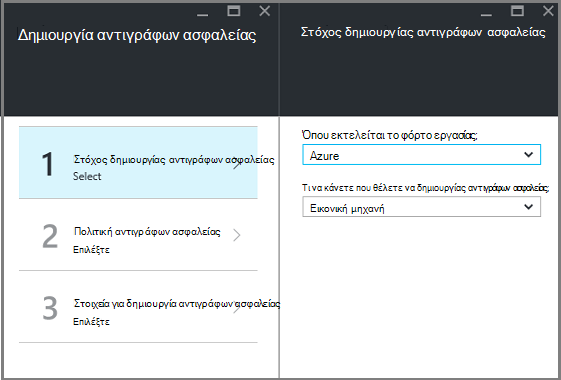 Δημιουργία αντιγράφων ασφαλείας
1
Στόχος δημιουργίας αντιγράφων ασφαλείας
Select
2
Πολιτική αντιγράφων ασφαλείας
Επιλέξτε
3
Στοιχεία για δημιουργία αντιγράφων ασφαλείας
Επιλέξτε
Στόχος δημιουργίας αντιγράφων ασφαλείας
Όπου εκτελείται το φόρτο εργασίας;
Azure
Τι να κάνετε που θέλετε να δημιουργίας αντιγράφων ασφαλείας;
Εικονική μηχανή